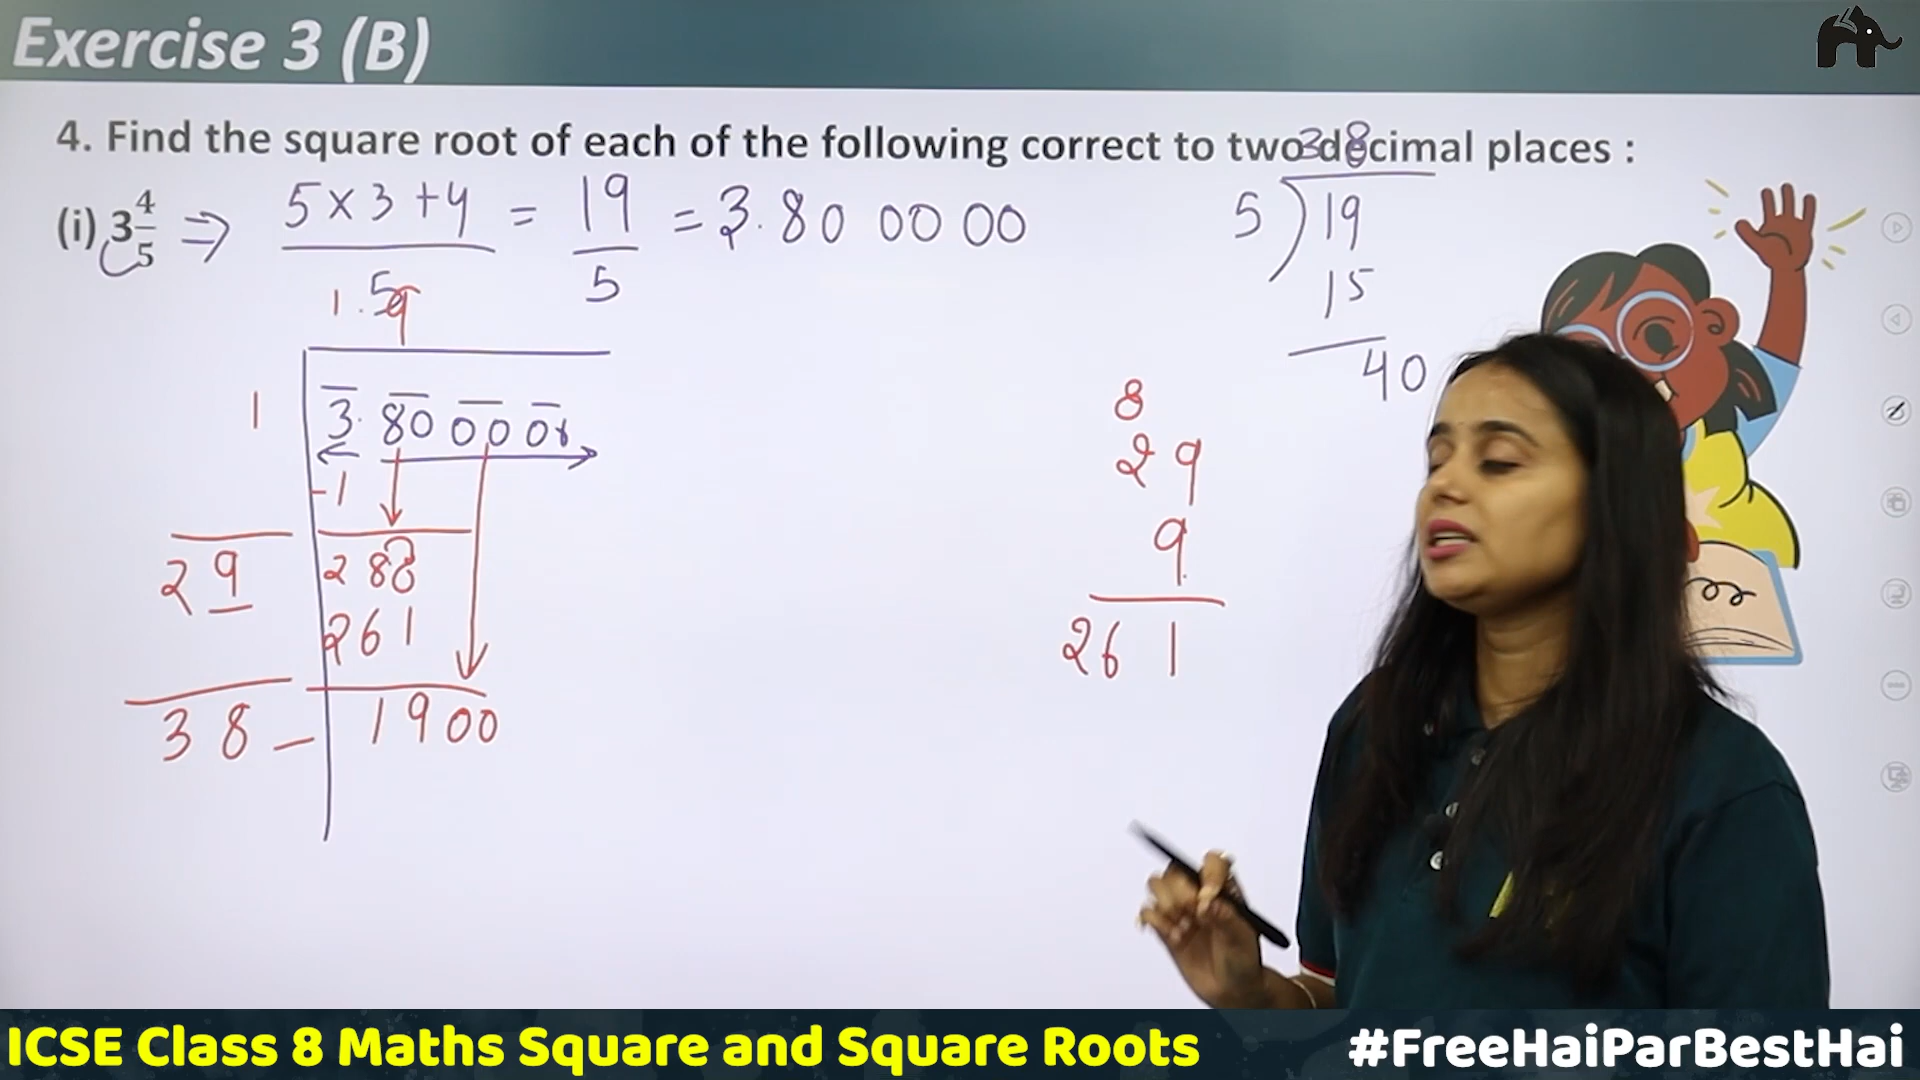 Exercise 3 (B)
4. Find the square root of each of the following correct to two decimal places :
(i) 3 4/5 ⇒ 5 × 3 + 4 / 5 = 19/5 = 3.80 00 00
38
5 ) 19
15
40
1.9
1 3. 80 00 0
-1
29 288
261
38 – 1900
8
29
9
261
ICSE Class 8 Maths Square and Square Roots
#FreeHaiParBestHai